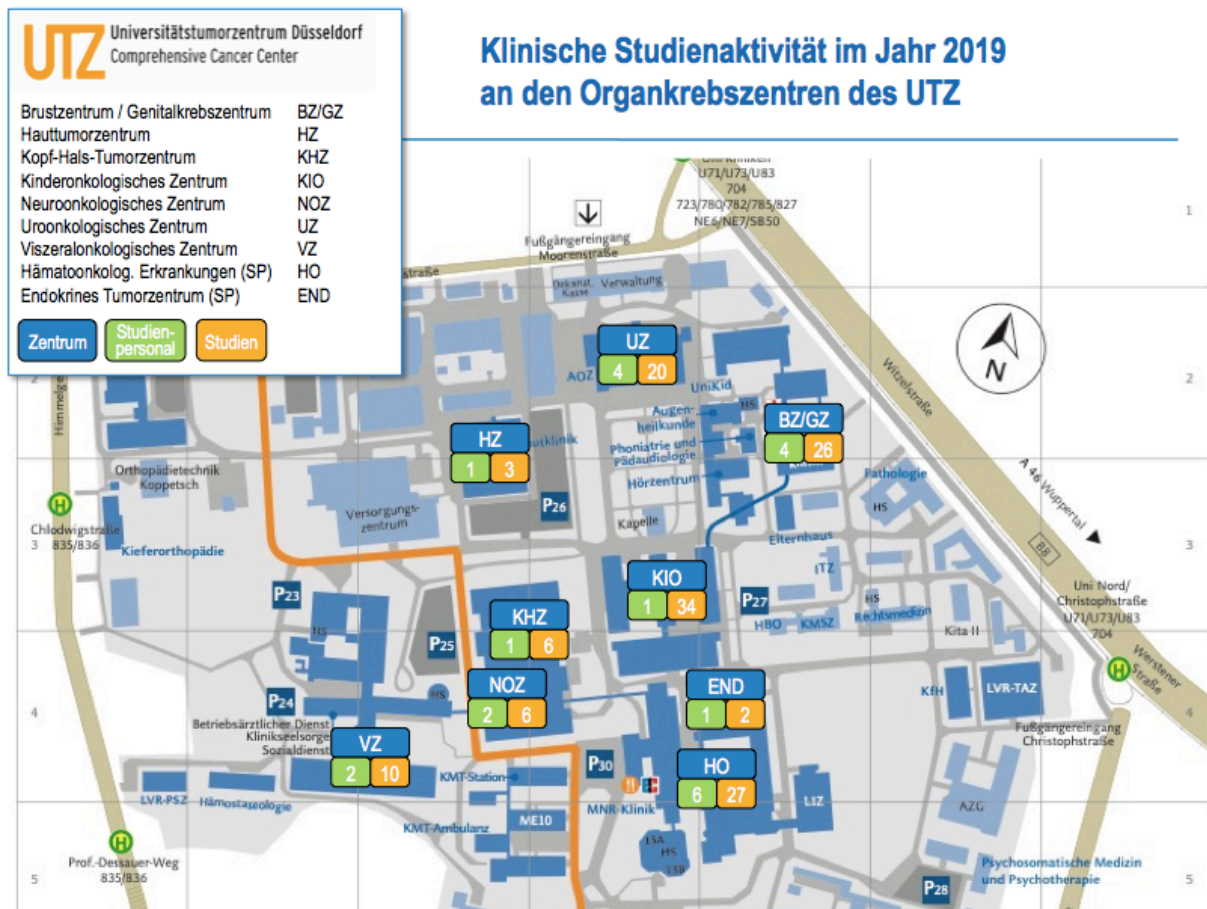 UTZ Universitätstumorzentrum Düsseldorf
Comprehensive Cancer Center
Klinische Studienaktivität im Jahr 2019
an den Organkrebszentren des UTZ
Brustzentrum / Genitalkrebszentrum BZ/GZ
Hauttumorzentrum HZ
Kopf-Hals-Tumorzentrum KHZ
Kinderonkologisches Zentrum KIO
Neuroonkologisches Zentrum NOZ
Uroonkologisches Zentrum UZ
Viszeralonkologisches Zentrum VZ
Hämatoonkolog. Erkrankungen (SP) HO
Endokrines Tumorzentrum (SP) END
Zentrum
Studien-
personal
Studien
U71/U73/U83
704
723/780/782/785/827
NE6/NE7/SB50
1
Fußgängereingang
Moorenstraße
straße
Dekanat,
Kasse
Verwaltung
UZ
4 20
AOZ
UniKid
N
Witzelstraße
2
2
Himmelge
HS
Augen-
heilkunde
Phoniatrie und
Pädaudiologie
Hörzentrum
BZ/GZ
4 26
HZ
1 3
utklinik
P26
Orthopädietechnik
Koppetsch
Versorgungs-
zentrum
Kapelle
Pathologie
HS
A 46 Wuppertal
B8
H
Chlodwigstraße
835/836
3
3
Kieferorthopädie
Elternhaus
ITZ
KIO
1 34
P27
HBO
KMSZ
HS
Rechtsmedizin
Kita II
Uni Nord/
Christophstraße
U71/U73/U83
704
H
Werstener
Straße
P23
HS
P25
KHZ
1 6
NOZ
2 6
HS
END
1 2
KfH
LVR-TAZ
Fußgängereingang
Christophstraße
4
4
P24
Betriebsärztlicher Dienst
Klinikseelsorge
Sozialdienst
VZ
2 10
P30
HO
6 27
LVR-PSZ
Hämostaseologie
KMT-Station
MNR-Klinik
LIZ
AZG
KMT-Ambulanz
ME10
13A
HS
13B
H
Prof.-Dessauer-Weg
835/836
5
5
Psychosomatische Medizin
und Psychotherapie
P28